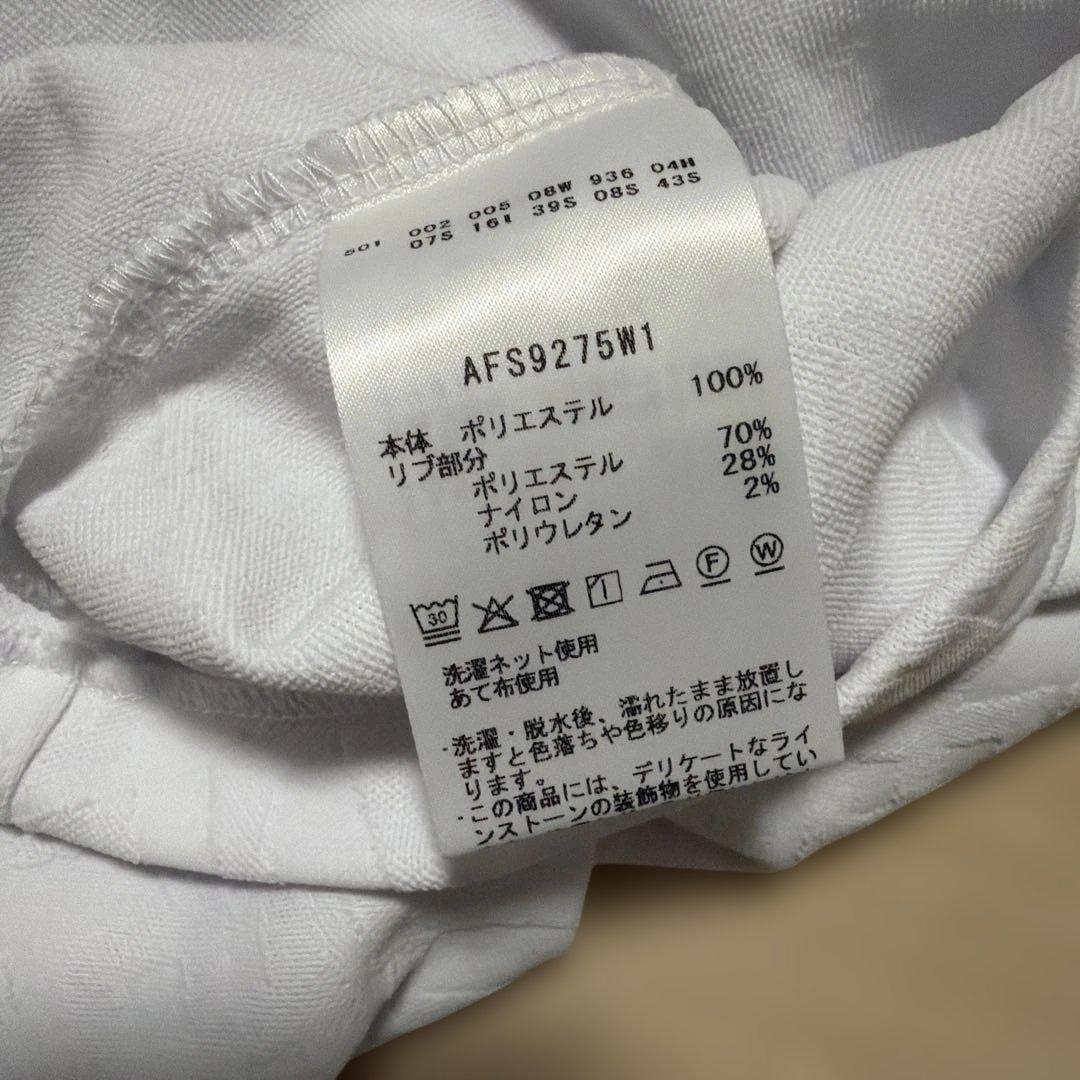 501 002 005 08W 936 04H
07S 16I 39S 08S 43S
AFS9275W1
本体 ポリエステル 100%
リブ部分
ポリエステル 70%
ナイロン 28%
ポリウレタン 2%
30 F W
洗濯ネット使用
あて布使用
・洗濯・脱水後、濡れたまま放置し
ますと色落ちや色移りの原因にな
ります。
・この商品には、デリケートなライ
ンストーンの装飾物を使用してい